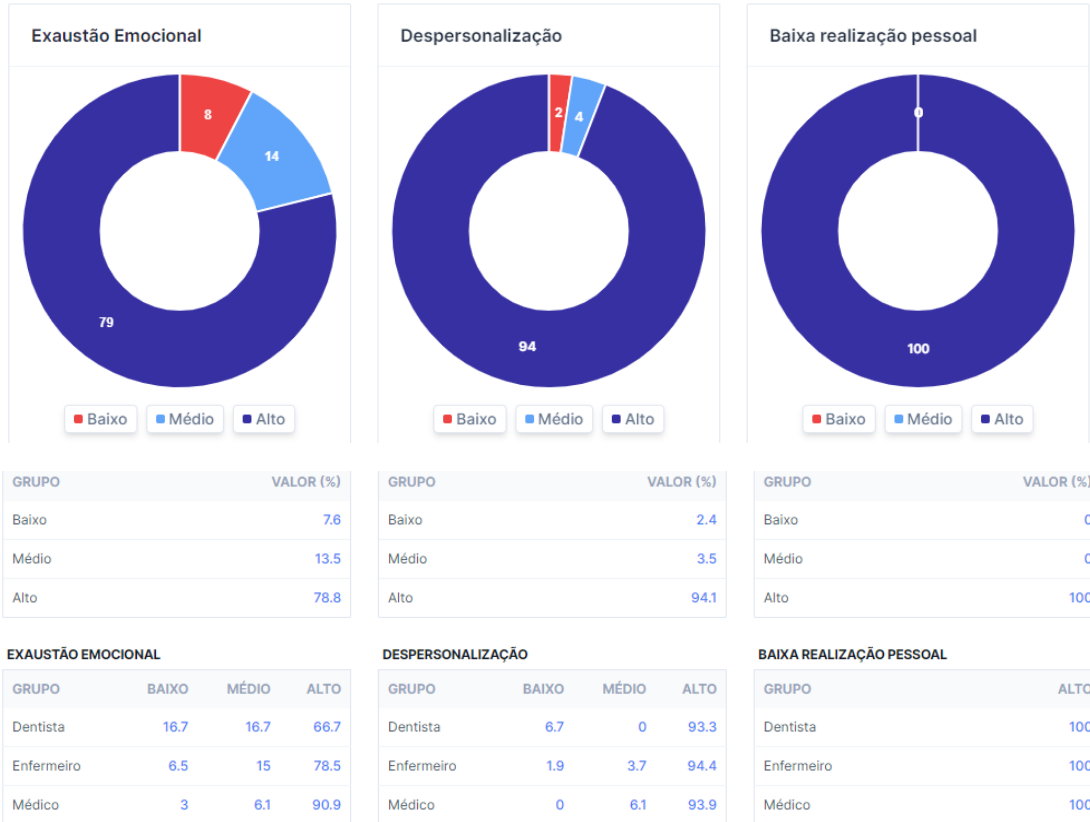 Exaustão Emocional
8
14
79
Baixo Médio Alto
Despersonalização
2
4
94
Baixo Médio Alto
Baixa realização pessoal
0
100
Baixo Médio Alto
GRUPO VALOR (%)
Baixo 7.6
Médio 13.5
Alto 78.8
GRUPO VALOR (%)
Baixo 2.4
Médio 3.5
Alto 94.1
GRUPO VALOR (%)
Baixo 0
Médio 0
Alto 100
EXAUSTÃO EMOCIONAL
GRUPO BAIXO MÉDIO ALTO
Dentista 16.7 16.7 66.7
Enfermeiro 6.5 15 78.5
Médico 3 6.1 90.9
DESPERSONALIZAÇÃO
GRUPO BAIXO MÉDIO ALTO
Dentista 6.7 0 93.3
Enfermeiro 1.9 3.7 94.4
Médico 0 6.1 93.9
BAIXA REALIZAÇÃO PESSOAL
GRUPO ALTO
Dentista 100
Enfermeiro 100
Médico 100